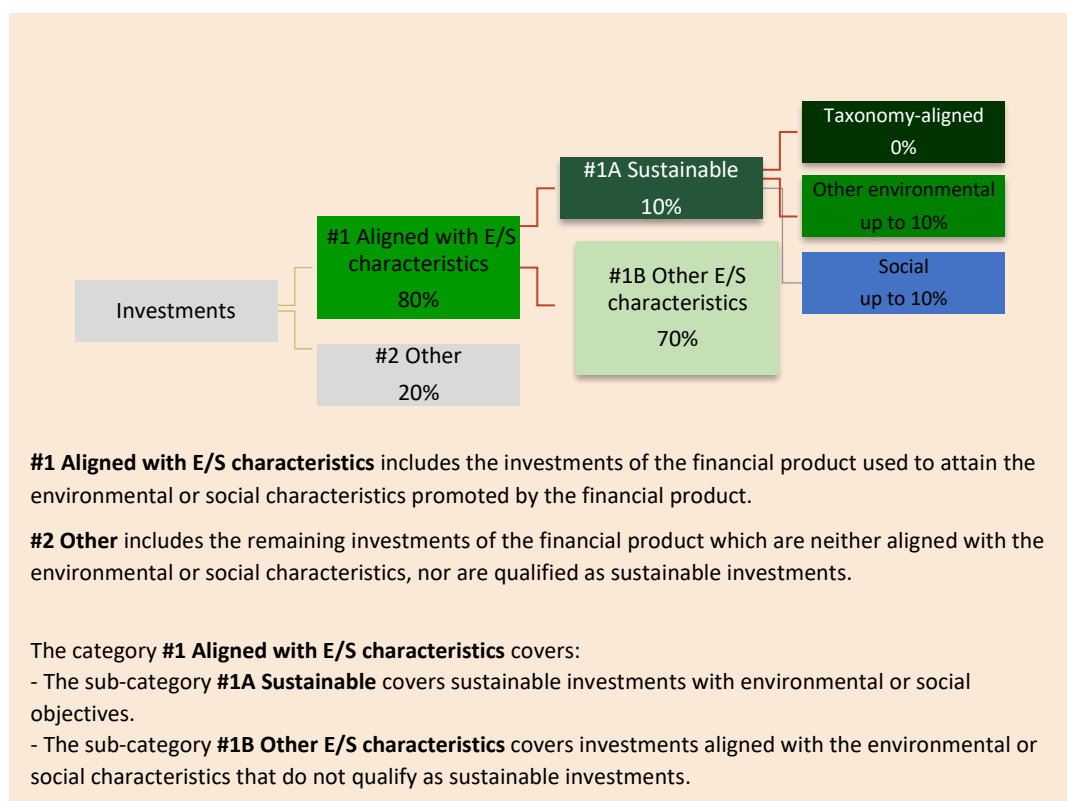 Taxonomy-aligned
0%
#1A Sustainable
10%
Other environmental
up to 10%
#1 Aligned with E/S
characteristics
80%
#1B Other E/S
characteristics
70%
Social
up to 10%
Investments
#2 Other
20%
#1 Aligned with E/S characteristics includes the investments of the financial product used to attain the
environmental or social characteristics promoted by the financial product.
#2 Other includes the remaining investments of the financial product which are neither aligned with the
environmental or social characteristics, nor are qualified as sustainable investments.
The category #1 Aligned with E/S characteristics covers:
- The sub-category #1A Sustainable covers sustainable investments with environmental or social
objectives.
- The sub-category #1B Other E/S characteristics covers investments aligned with the environmental or
social characteristics that do not qualify as sustainable investments.